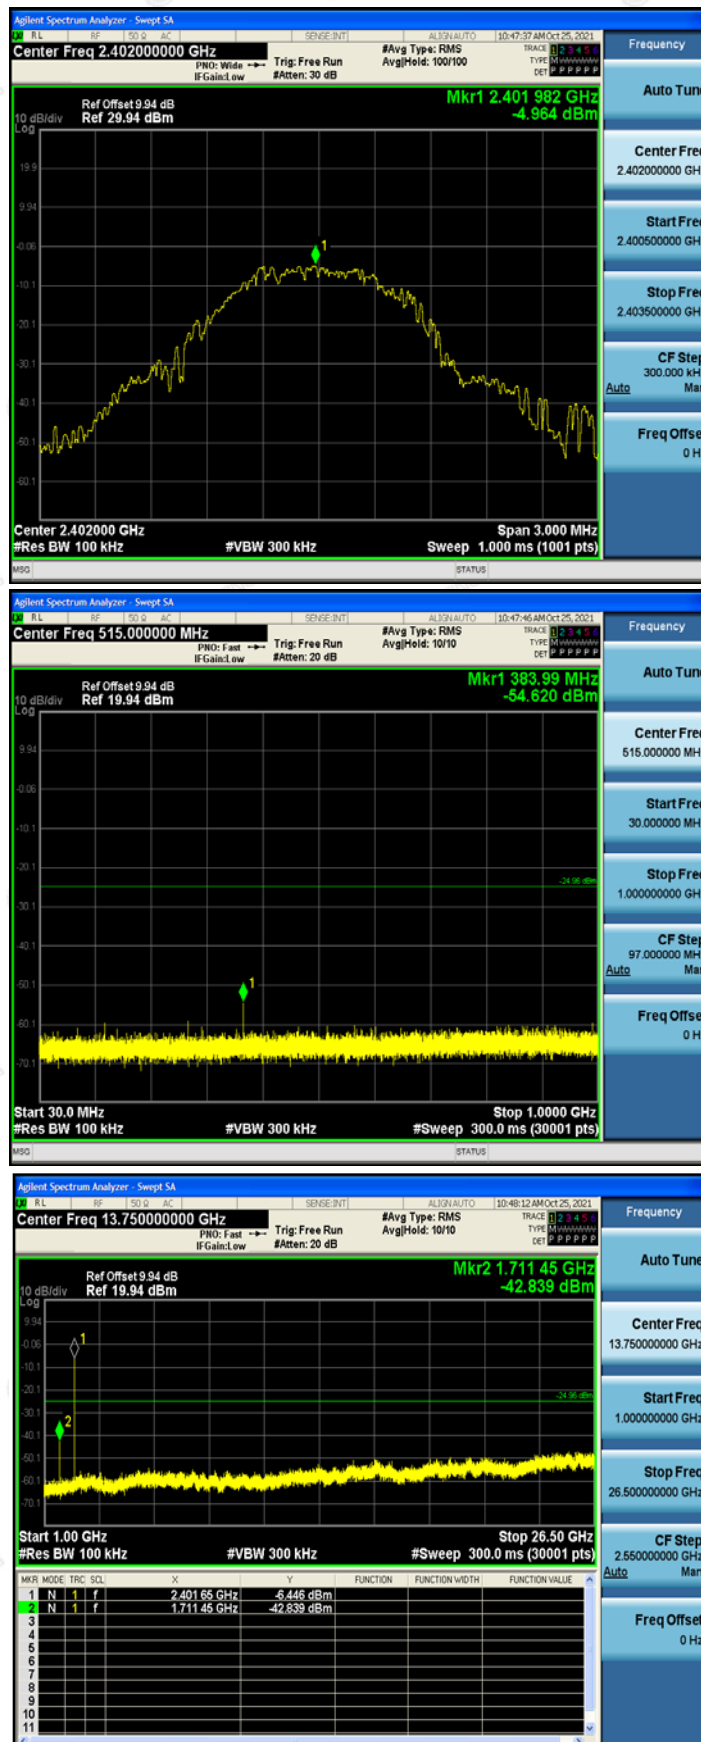 Agilent Spectrum Analyzer - Swept SA
RL RF 50 Ω AC SENSE:INT ALIGNAUTO 10:47:37 AM Oct 25, 2021
Center Freq 2.402000000 GHz
#Avg Type: RMS
TRACE 1 2 3 4 5 6
PNO: Wide
Trig: Free Run
Avg|Hold: 100/100
TYPE M
IFGain:Low
#Atten: 30 dB
DET P P P P P P
Frequency
Auto Tune
Ref Offset 9.94 dB
Mkr1 2.401 982 GHz
10 dB/div Ref 29.94 dBm
-4.964 dBm
Log
19.9
9.94
-0.06
-10.1
-20.1
-30.1
-40.1
-50.1
-60.1
1
Center Freq
2.402000000 GHz
Start Freq
2.400500000 GHz
Stop Freq
2.403500000 GHz
CF Step
300.000 kHz
Auto Man
Freq Offset
0 Hz
Center 2.402000 GHz
Span 3.000 MHz
#Res BW 100 kHz
#VBW 300 kHz
Sweep 1.000 ms (1001 pts)
MSG STATUS
Agilent Spectrum Analyzer - Swept SA
RL RF 50 Ω AC SENSE:INT ALIGNAUTO 10:47:46 AM Oct 25, 2021
Center Freq 515.000000 MHz
#Avg Type: RMS
TRACE 1 2 3 4 5 6
PNO: Fast
Trig: Free Run
Avg|Hold: 10/10
TYPE M
IFGain:Low
#Atten: 20 dB
DET P P P P P P
Frequency
Auto Tune
Ref Offset 9.94 dB
Mkr1 383.99 MHz
10 dB/div Ref 19.94 dBm
-54.620 dBm
Log
9.94
-0.06
-10.1
-20.1
-30.1
-40.1
-50.1
-60.1
-70.1
-24.96 dBm
1
Center Freq
515.000000 MHz
Start Freq
30.000000 MHz
Stop Freq
1.000000000 GHz
CF Step
97.000000 MHz
Auto Man
Freq Offset
0 Hz
Start 30.0 MHz
Stop 1.0000 GHz
#Res BW 100 kHz
#VBW 300 kHz
#Sweep 300.0 ms (30001 pts)
MSG STATUS
Agilent Spectrum Analyzer - Swept SA
RL RF 50 Ω AC SENSE:INT ALIGNAUTO 10:48:12 AM Oct 25, 2021
Center Freq 13.750000000 GHz
#Avg Type: RMS
TRACE 1 2 3 4 5 6
PNO: Fast
Trig: Free Run
Avg|Hold: 10/10
TYPE M
IFGain:Low
#Atten: 20 dB
DET P P P P P P
Frequency
Auto Tune
Ref Offset 9.94 dB
Mkr2 1.711 45 GHz
10 dB/div Ref 19.94 dBm
-42.839 dBm
Log
9.94
-0.06
-10.1
-20.1
-30.1
-40.1
-50.1
-60.1
-70.1
1
2
-24.96 dBm
Center Freq
13.750000000 GHz
Start Freq
1.000000000 GHz
Stop Freq
26.500000000 GHz
CF Step
2.550000000 GHz
Auto Man
Freq Offset
0 Hz
Start 1.00 GHz
Stop 26.50 GHz
#Res BW 100 kHz
#VBW 300 kHz
#Sweep 300.0 ms (30001 pts)
MKR MODE TRC SCL X Y FUNCTION FUNCTION WIDTH FUNCTION VALUE
1 N 1 f 2.401 65 GHz -6.446 dBm
2 N 1 f 1.711 45 GHz -42.839 dBm
3
4
5
6
7
8
9
10
11